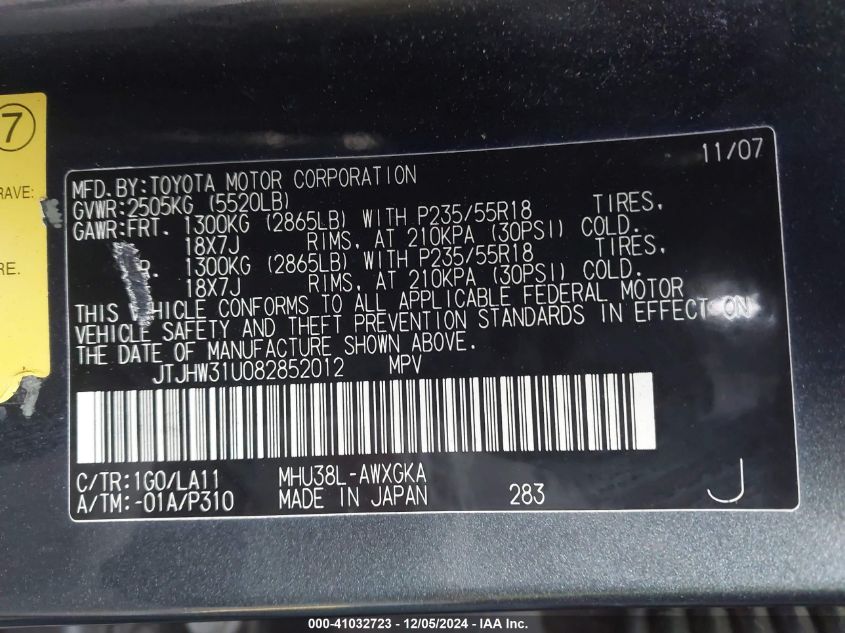 7
RAVE:
RE.
11/07
MFD. BY: TOYOTA MOTOR CORPORATION
GVWR: 2505KG (5520LB)
GAWR: FRT. 1300KG (2865LB) WITH P235/55R18 TIRES,
18X7J RIMS, AT 210KPA (30PSI) COLD.
R. 1300KG (2865LB) WITH P235/55R18 TIRES,
18X7J RIMS, AT 210KPA (30PSI) COLD.
THIS VEHICLE CONFORMS TO ALL APPLICABLE FEDERAL MOTOR
VEHICLE SAFETY AND THEFT PREVENTION STANDARDS IN EFFECT ON
THE DATE OF MANUFACTURE SHOWN ABOVE.
JTJHW31U082852012 MPV
C/TR: 1G0/LA11 MHU38L-AWXGKA
A/TM: -01A/P310 MADE IN JAPAN 283 J
000-41032723 - 12/05/2024 - IAA Inc.